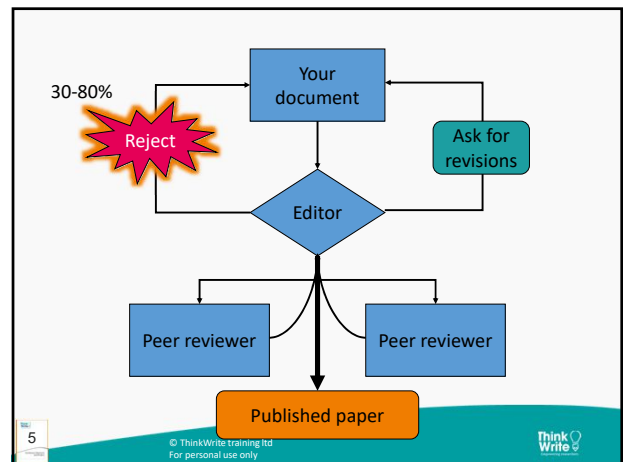 Your
document
30-80%
Reject
Ask for
revisions
Editor
Peer reviewer
Peer reviewer
Published paper
5
© ThinkWrite training ltd
For personal use only
Think
Write